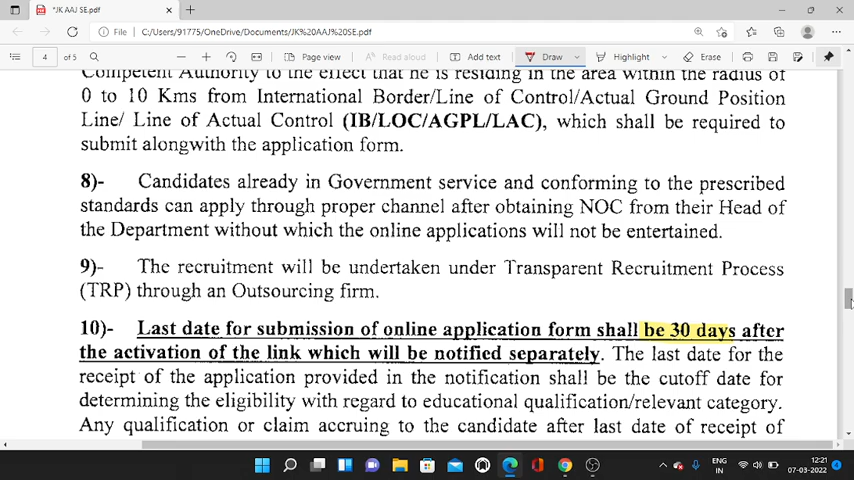 *JK AAJ SE.pdf
File C:/Users/91775/OneDrive/Documents/JK%20AAJ%20SE.pdf
4 of 5 Page view Read aloud Add text Draw Highlight Erase
Competent Authority to the effect that he is residing in the area within the radius of
0 to 10 Kms from International Border/Line of Control/Actual Ground Position
Line/ Line of Actual Control (IB/LOC/AGPL/LAC), which shall be required to
submit alongwith the application form.
8)- Candidates already in Government service and conforming to the prescribed
standards can apply through proper channel after obtaining NOC from their Head of
the Department without which the online applications will not be entertained.
9)- The recruitment will be undertaken under Transparent Recruitment Process
(TRP) through an Outsourcing firm.
10)- Last date for submission of online application form shall be 30 days after
the activation of the link which will be notified separately. The last date for the
receipt of the application provided in the notification shall be the cutoff date for
determining the eligibility with regard to educational qualification/relevant category.
Any qualification or claim accruing to the candidate after last date of receipt of
ENG 12:21
IN 07-03-2022